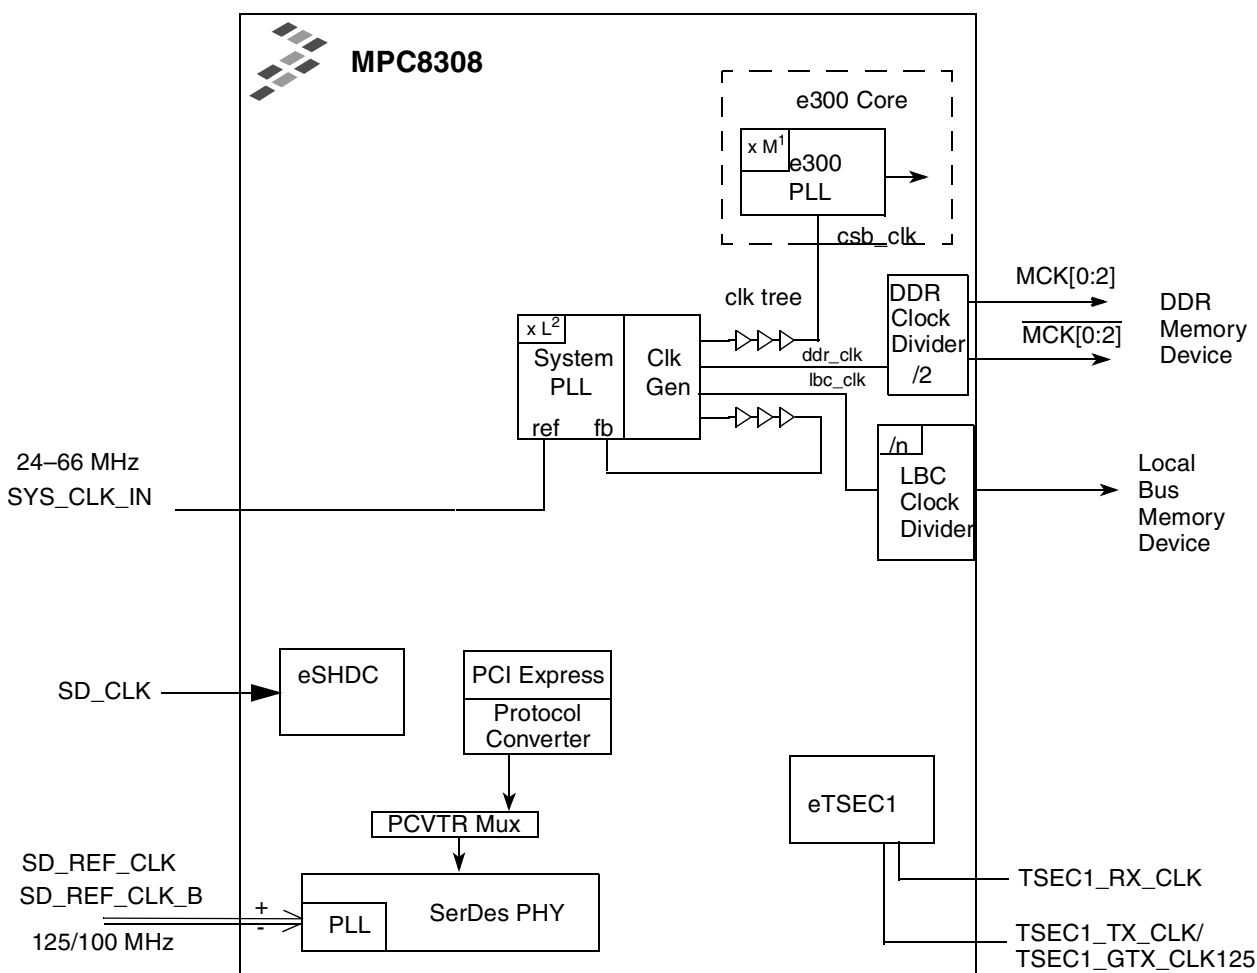 MPC8308
e300 Core
x M1
e300
PLL
csb_clk
clk tree
x L2
System
PLL
ref fb
Clk
Gen
ddr_clk
lbc_clk
DDR
Clock
Divider
/2
MCK[0:2]
MCK[0:2]
DDR
Memory
Device
/n
LBC
Clock
Divider
Local
Bus
Memory
Device
24–66 MHz
SYS_CLK_IN
SD_CLK
eSHDC
PCI Express
Protocol
Converter
PCVTR Mux
eTSEC1
SD_REF_CLK
SD_REF_CLK_B
+
-
125/100 MHz
PLL
SerDes PHY
TSEC1_RX_CLK
TSEC1_TX_CLK/
TSEC1_GTX_CLK125